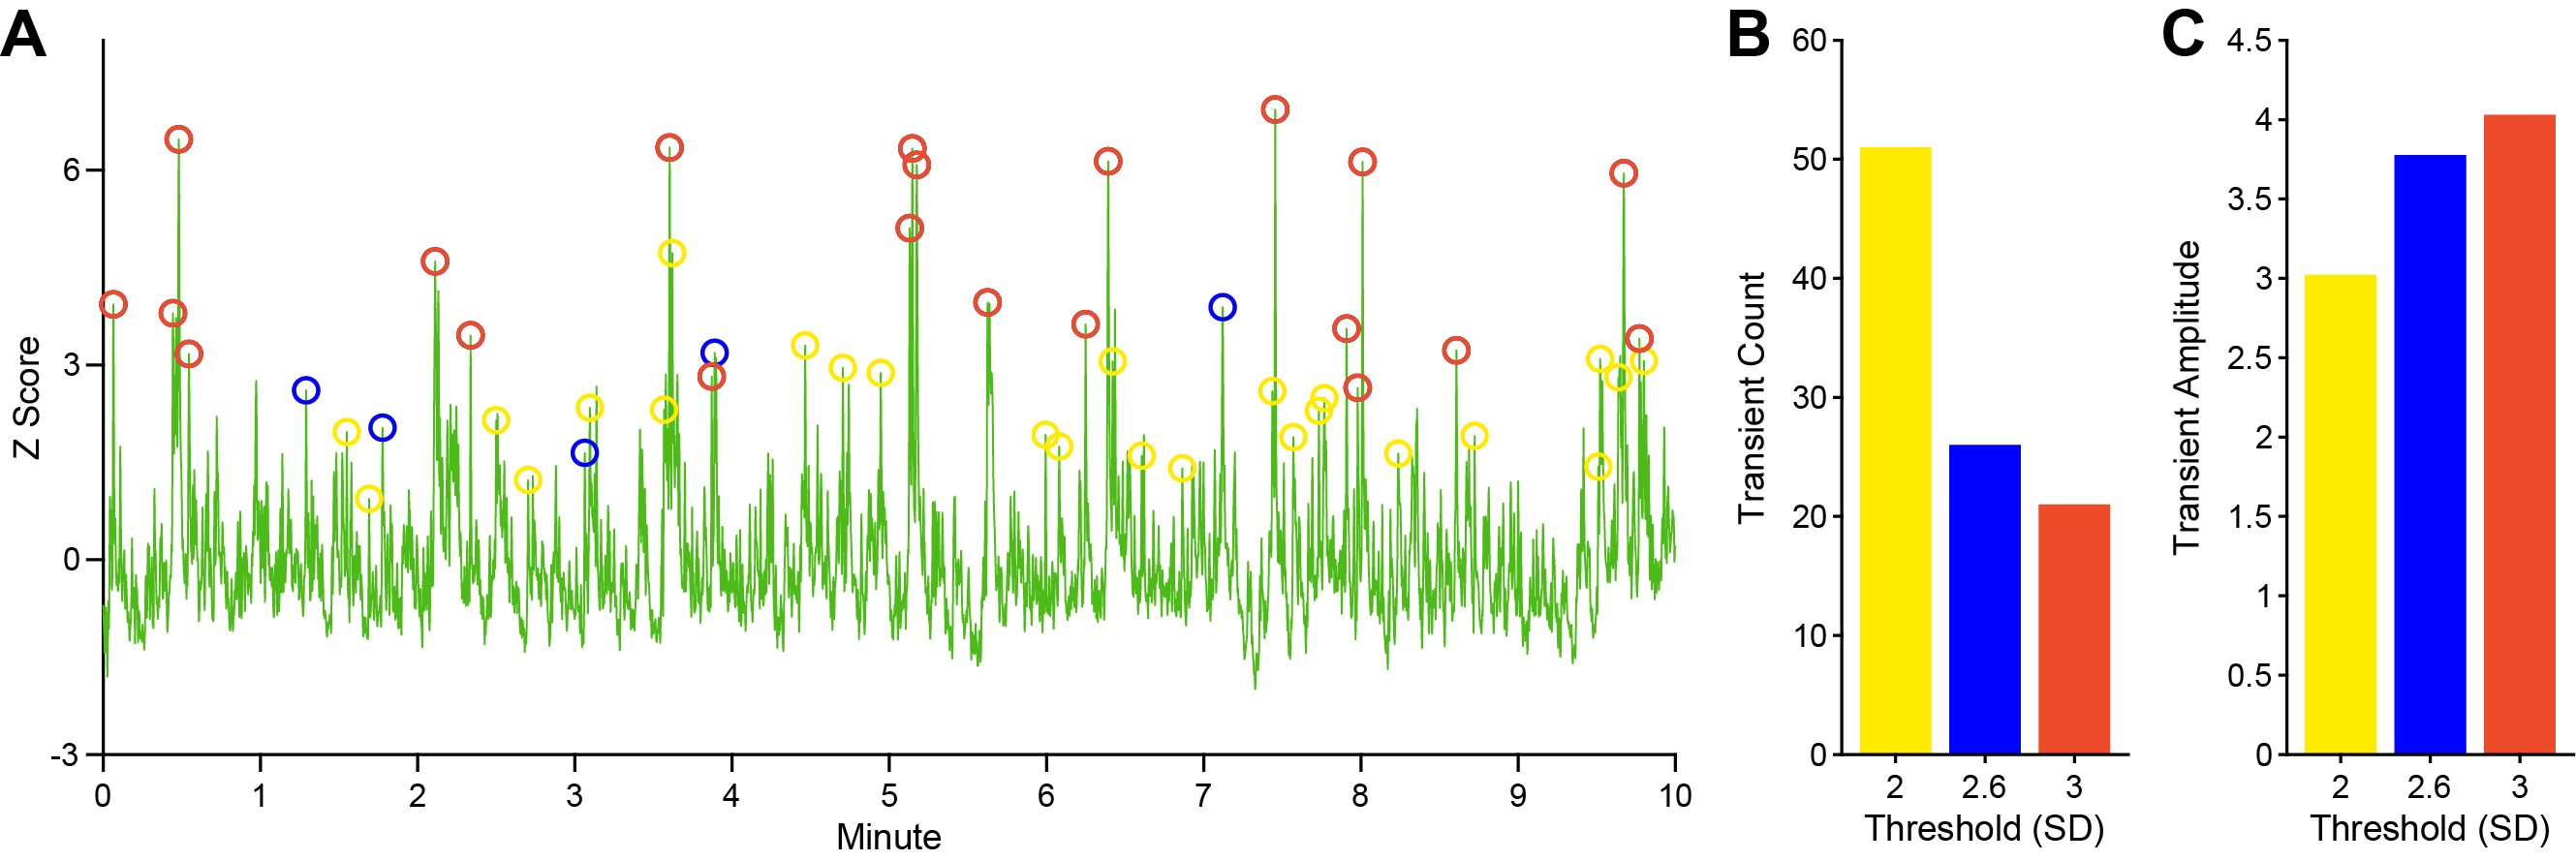 A
Z Score
6
3
0
-3
0 1 2 3 4 5 6 7 8 9 10
Minute
B
Transient Count
60
50
40
30
20
10
0
2 2.6 3
Threshold (SD)
C
Transient Amplitude
4.5
4
3.5
3
2.5
2
1.5
1
0.5
0
2 2.6 3
Threshold (SD)